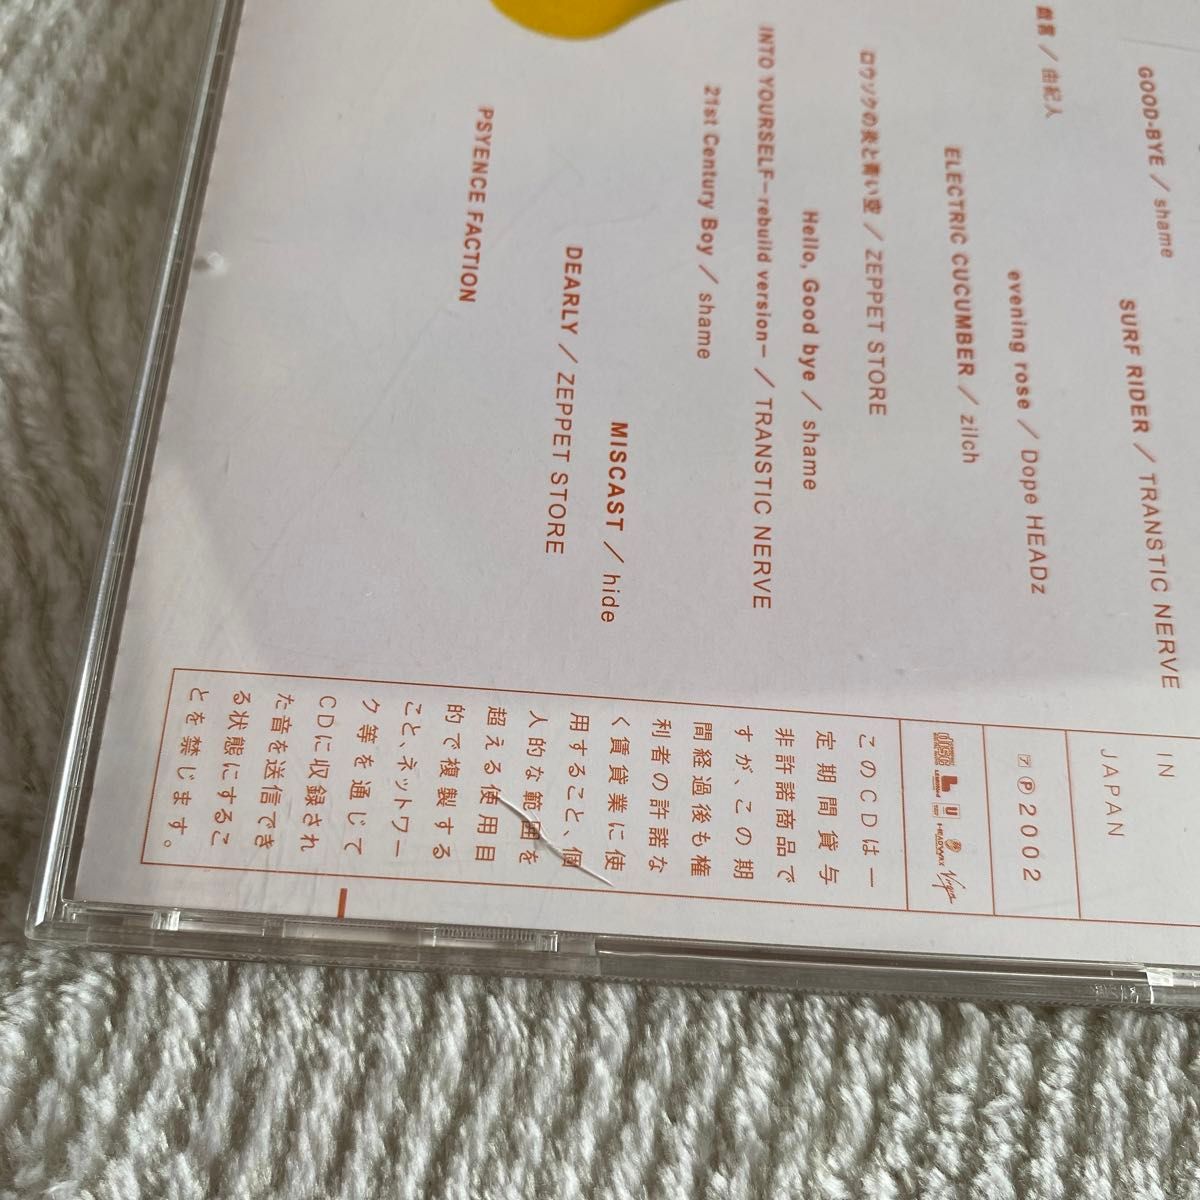 GOOD-BYE / shame
SURF RIDER / TRANSTIC NERVE
戯言 / 由紀人
evening rose / Dope HEADz
ELECTRIC CUCUMBER / zilch
ロウソクの炎と青い空 / ZEPPET STORE
Hello, Good bye / shame
INTO YOURSELF－rebuild version－ / TRANSTIC NERVE
21st Century Boy / shame
MISCAST / hide
DEARLY / ZEPPET STORE
PSYENCE FACTION
IN
JAPAN
ア Ⓟ 2002
disc
L
U
HEADWAX
Virgin
このCDは一
定期間貸与
非許諾商品で
すが、この期
間経過後も権
利者の許諾な
く賃貸業に使
用すること、個
人的な範囲を
超える使用目
的で複製する
こと、ネットワー
ク等を通じて
CDに収録され
た音を送信でき
る状態にするこ
とを禁じます。